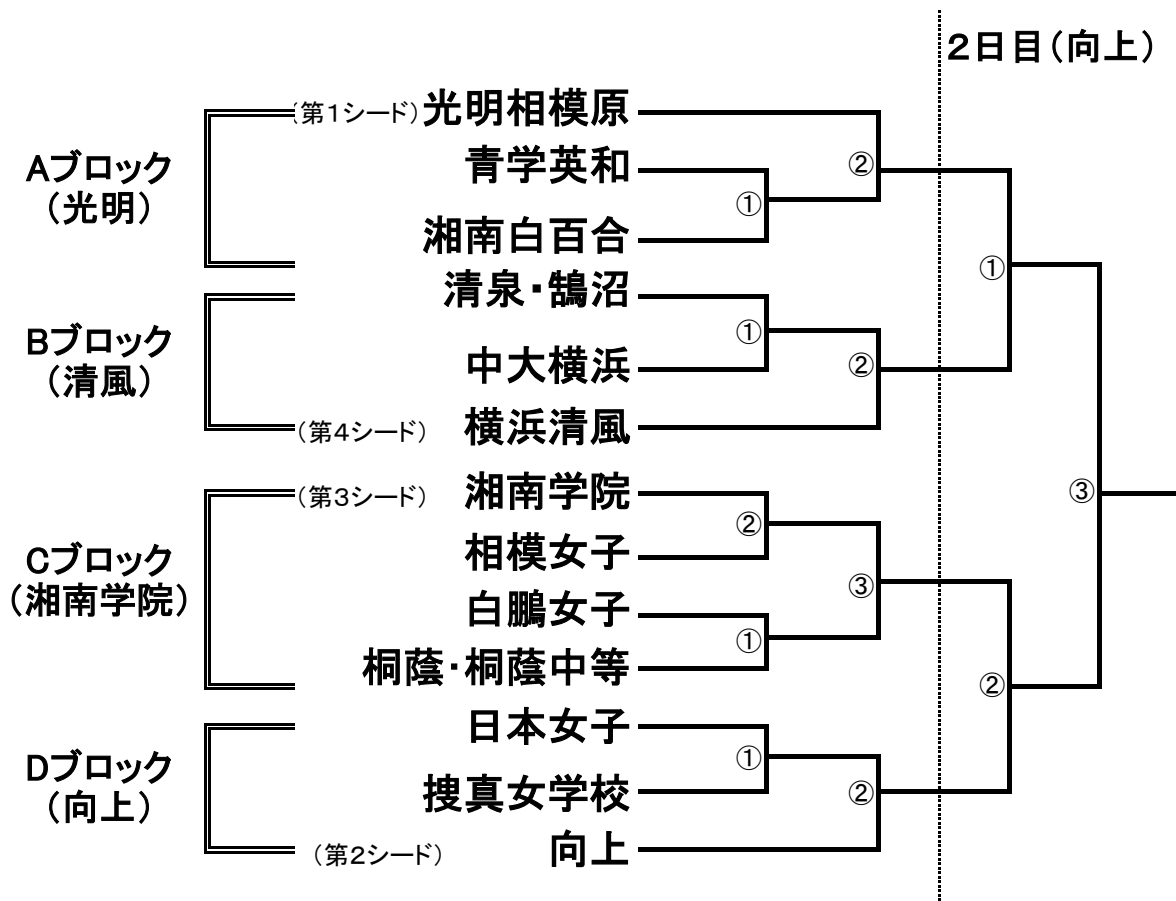 2日目(向上)
Aブロック
(光明)
(第1シード) 光明相模原
②
青学英和
①
湘南白百合
①
Bブロック
(清風)
清泉・鵠沼
①
中大横浜
②
(第4シード) 横浜清風
③
Cブロック
(湘南学院)
(第3シード) 湘南学院
②
相模女子
③
白鵬女子
①
桐蔭・桐蔭中等
②
Dブロック
(向上)
日本女子
①
捜真女学校
②
(第2シード) 向上